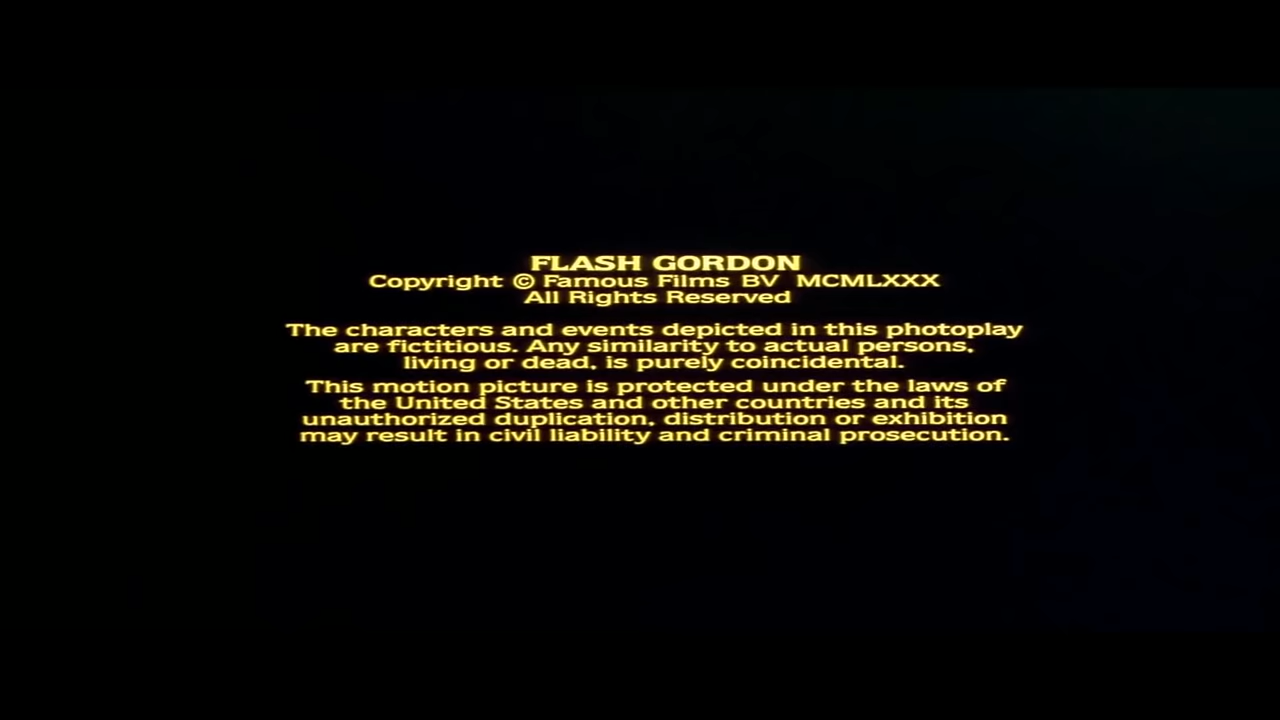 FLASH GORDON
Copyright © Famous Films BV MCMLXXX
All Rights Reserved
The characters and events depicted in this photoplay
are fictitious. Any similarity to actual persons,
living or dead, is purely coincidental.
This motion picture is protected under the laws of
the United States and other countries and its
unauthorized duplication, distribution or exhibition
may result in civil liability and criminal prosecution.